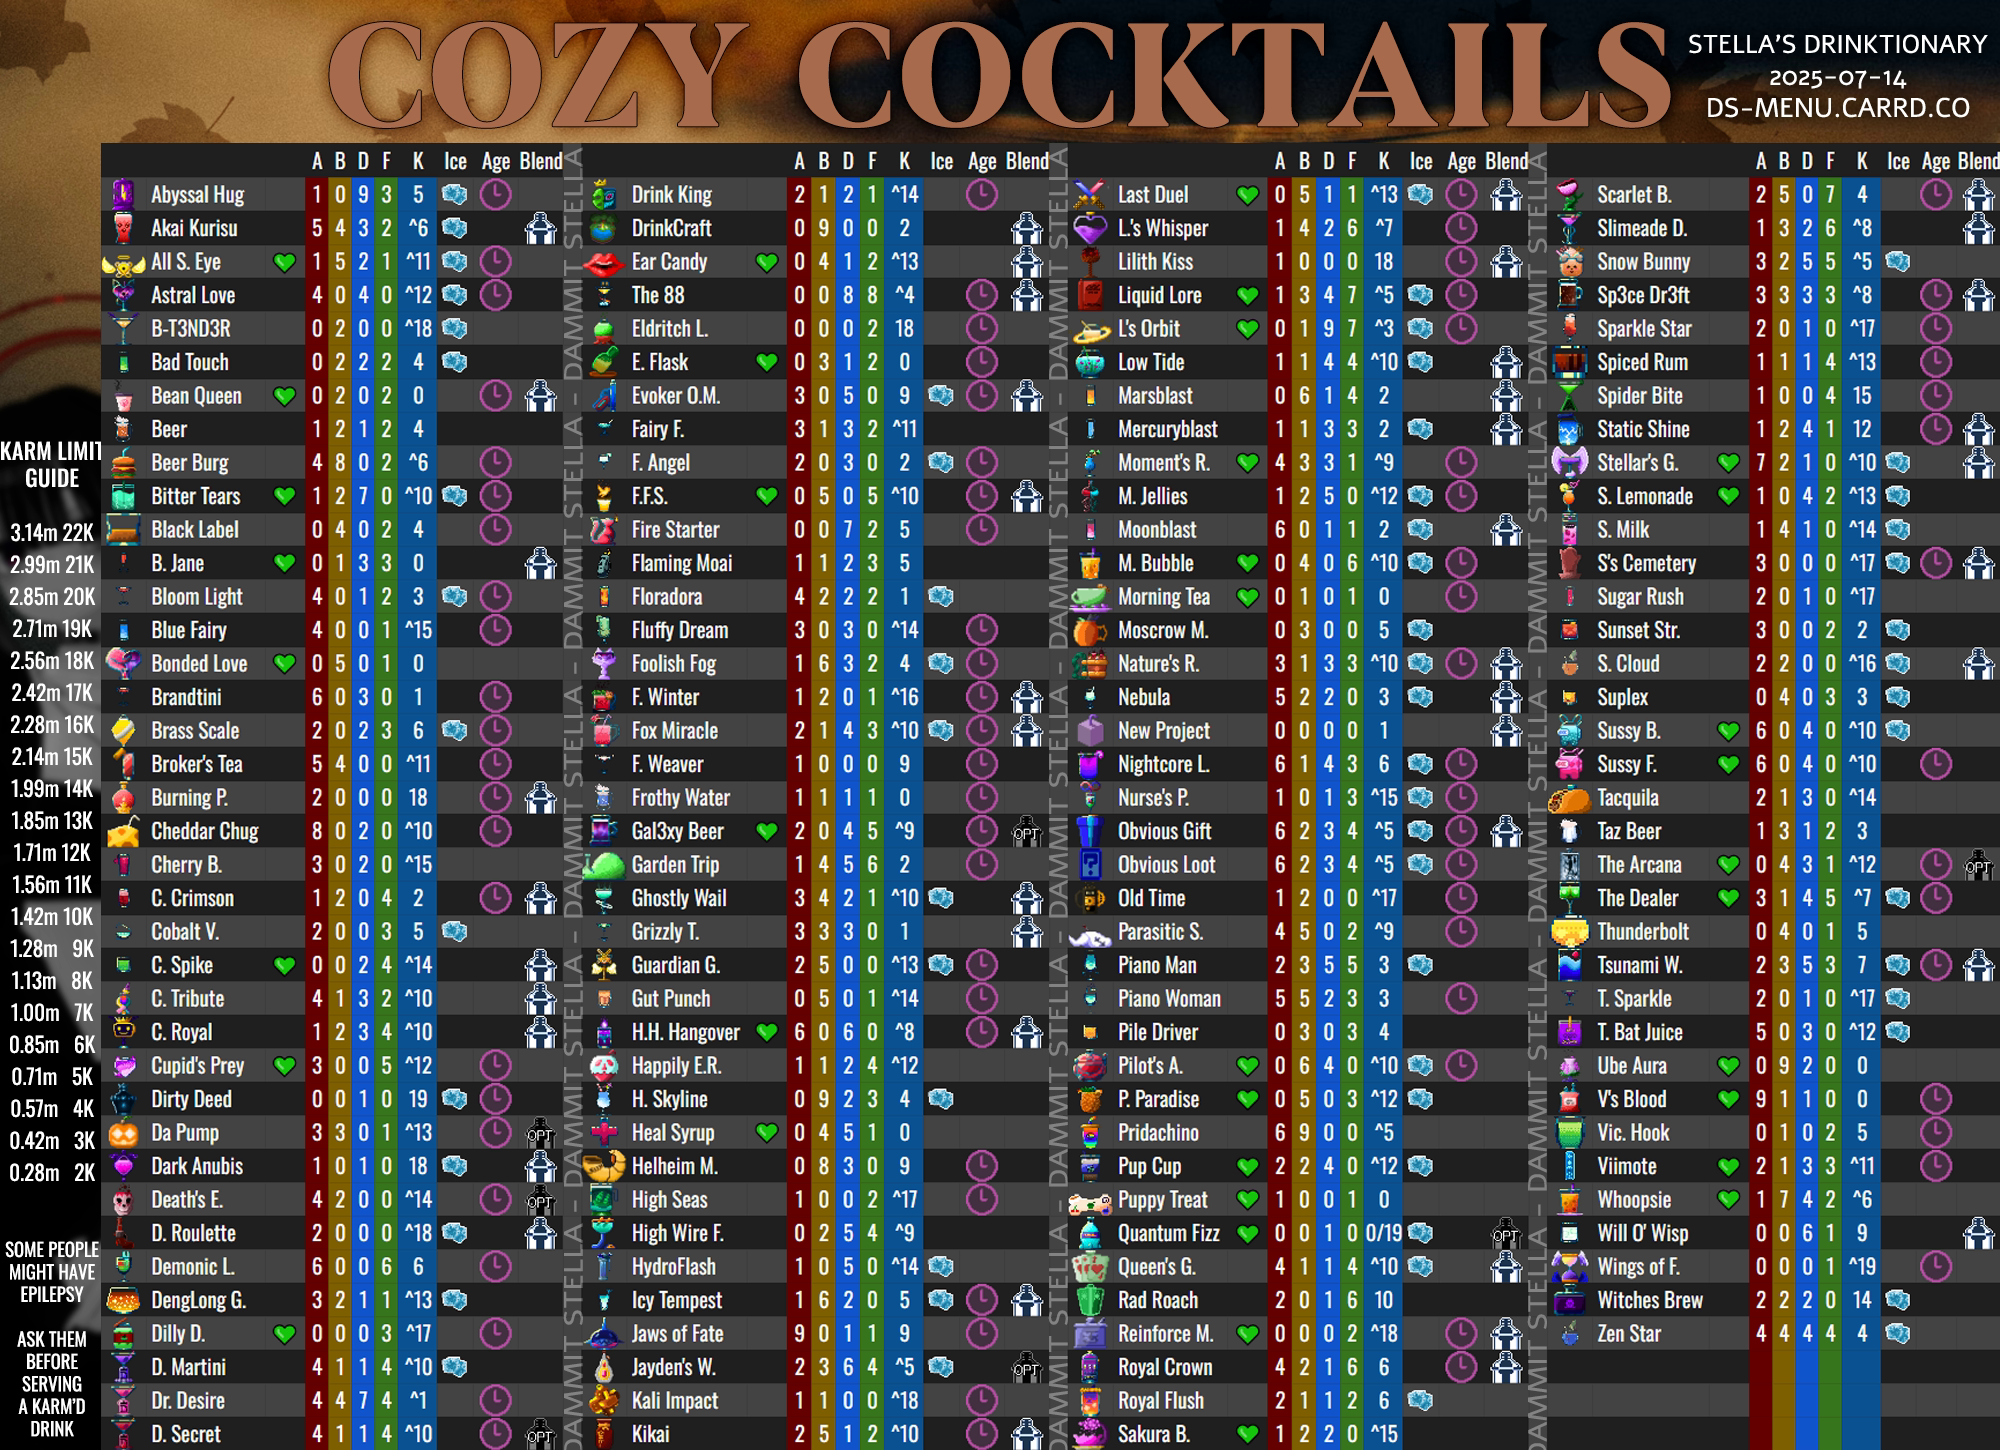 COZY COCKTAILS
STELLA'S DRINKTIONARY
2025-07-14
DS-MENU.CARRD.CO
A B D F K Ice Age Blend
Abyssal Hug 1 0 9 3 5
Akai Kurisu 5 4 3 2 ^6
All S. Eye 1 5 2 1 ^11
Astral Love 4 0 4 0 ^12
B-T3ND3R 0 2 0 0 ^18
Bad Touch 0 2 2 2 4
Bean Queen 0 2 0 2 0
Beer 1 2 1 2 4
Beer Burg 4 8 0 2 ^6
Bitter Tears 1 2 7 0 ^10
Black Label 0 4 0 2 4
B. Jane 0 1 3 3 0
Bloom Light 4 0 1 2 3
Blue Fairy 4 0 0 1 ^15
Bonded Love 0 5 0 1 0
Brandtini 6 0 3 0 1
Brass Scale 2 0 2 3 6
Broker's Tea 5 4 0 0 ^11
Burning P. 2 0 0 0 18
Cheddar Chug 8 0 2 0 ^10
Cherry B. 3 0 2 0 ^15
C. Crimson 1 2 0 4 2
Cobalt V. 2 0 0 3 5
C. Spike 0 0 2 4 ^14
C. Tribute 4 1 3 2 ^10
C. Royal 1 2 3 4 ^10
Cupid's Prey 3 0 0 5 ^12
Dirty Deed 0 0 1 0 19
Da Pump 3 3 0 1 ^13 OPT
Dark Anubis 1 0 1 0 18
Death's E. 4 2 0 0 ^14 OPT
D. Roulette 2 0 0 0 ^18
Demonic L. 6 0 0 6 6
DengLong G. 3 2 1 1 ^13
Dilly D. 0 0 0 3 ^17
D. Martini 4 1 1 4 ^10
Dr. Desire 4 4 7 4 ^1
D. Secret 4 1 1 4 ^10 OPT
A B D F K Ice Age Blend
Drink King 2 1 2 1 ^14
DrinkCraft 0 9 0 0 2
Ear Candy 0 4 1 2 ^13
The 88 0 0 8 8 ^4
Eldritch L. 0 0 0 2 18
E. Flask 0 3 1 2 0
Evoker O.M. 3 0 5 0 9
Fairy F. 3 1 3 2 ^11
F. Angel 2 0 3 0 2
F.F.S. 0 5 0 5 ^10
Fire Starter 0 0 7 2 5
Flaming Moai 1 1 2 3 5
Floradora 4 2 2 2 1
Fluffy Dream 3 0 3 0 ^14
Foolish Fog 1 6 3 2 4
F. Winter 1 2 0 1 ^16
Fox Miracle 2 1 4 3 ^10
F. Weaver 1 0 0 0 9
Frothy Water 1 1 1 1 0
Gal3xy Beer 2 0 4 5 ^9 OPT
Garden Trip 1 4 5 6 2
Ghostly Wail 3 4 2 1 ^10
Grizzly T. 3 3 3 0 1
Guardian G. 2 5 0 0 ^13
Gut Punch 0 5 0 1 ^14
H.H. Hangover 6 0 6 0 ^8
Happily E.R. 1 1 2 4 ^12
H. Skyline 0 9 2 3 4
Heal Syrup 0 4 5 1 0
Helheim M. 0 8 3 0 9
High Seas 1 0 0 2 ^17
High Wire F. 0 2 5 4 ^9
HydroFlash 1 0 5 0 ^14
Icy Tempest 1 6 2 0 5
Jaws of Fate 9 0 1 1 9
Jayden's W. 2 3 6 4 ^5 OPT
Kali Impact 1 1 0 0 ^18
Kikai 2 5 1 2 ^10
A B D F K Ice Age Blend
Last Duel 0 5 1 1 ^13
L.'s Whisper 1 4 2 6 ^7
Lilith Kiss 1 0 0 0 18
Liquid Lore 1 3 4 7 ^5
L's Orbit 0 1 9 7 ^3
Low Tide 1 1 4 4 ^10
Marsblast 0 6 1 4 2
Mercuryblast 1 1 3 3 2
Moment's R. 4 3 3 1 ^9
M. Jellies 1 2 5 0 ^12
Moonblast 6 0 1 1 2
M. Bubble 0 4 0 6 ^10
Morning Tea 0 1 0 1 0
Moscrow M. 0 3 0 0 5
Nature's R. 3 1 3 3 ^10
Nebula 5 2 2 0 3
New Project 0 0 0 0 1
Nightcore L. 6 1 4 3 6
Nurse's P. 1 0 1 3 ^15
Obvious Gift 6 2 3 4 ^5
Obvious Loot 6 2 3 4 ^5
Old Time 1 2 0 0 ^17
Parasitic S. 4 5 0 2 ^9
Piano Man 2 3 5 5 3
Piano Woman 5 5 2 3 3
Pile Driver 0 3 0 3 4
Pilot's A. 0 6 4 0 ^10
P. Paradise 0 5 0 3 ^12
Pridachino 6 9 0 0 ^5
Pup Cup 2 2 4 0 ^12
Puppy Treat 1 0 0 1 0
Quantum Fizz 0 0 1 0 0/19 OPT
Queen's G. 4 1 1 4 ^10
Rad Roach 2 0 1 6 10
Reinforce M. 0 0 0 2 ^18
Royal Crown 4 2 1 6 6
Royal Flush 2 1 1 2 6
Sakura B. 1 2 2 0 ^15
A B D F K Ice Age Blend
Scarlet B. 2 5 0 7 4
Slimeade D. 1 3 2 6 ^8
Snow Bunny 3 2 5 5 ^5
Sp3ce Dr3ft 3 3 3 3 ^8
Sparkle Star 2 0 1 0 ^17
Spiced Rum 1 1 1 4 ^13
Spider Bite 1 0 0 4 15
Static Shine 1 2 4 1 12
Stellar's G. 7 2 1 0 ^10
S. Lemonade 1 0 4 2 ^13
S. Milk 1 4 1 0 ^14
S's Cemetery 3 0 0 0 ^17
Sugar Rush 2 0 1 0 ^17
Sunset Str. 3 0 0 2 2
S. Cloud 2 2 0 0 ^16
Suplex 0 4 0 3 3
Sussy B. 6 0 4 0 ^10
Sussy F. 6 0 4 0 ^10
Tacquila 2 1 3 0 ^14
Taz Beer 1 3 1 2 3
The Arcana 0 4 3 1 ^12 OPT
The Dealer 3 1 4 5 ^7
Thunderbolt 0 4 0 1 5
Tsunami W. 2 3 5 3 7
T. Sparkle 2 0 1 0 ^17
T. Bat Juice 5 0 3 0 ^12
Ube Aura 0 9 2 0 0
V's Blood 9 1 1 0 0
Vic. Hook 0 1 0 2 5
Viimote 2 1 3 3 ^11
Whoopsie 1 7 4 2 ^6
Will O' Wisp 0 0 6 1 9
Wings of F. 0 0 0 1 ^19
Witches Brew 2 2 2 0 14
Zen Star 4 4 4 4 4
KARM LIMIT
GUIDE
3.14m 22K
2.99m 21K
2.85m 20K
2.71m 19K
2.56m 18K
2.42m 17K
2.28m 16K
2.14m 15K
1.99m 14K
1.85m 13K
1.71m 12K
1.56m 11K
1.42m 10K
1.28m 9K
1.13m 8K
1.00m 7K
0.85m 6K
0.71m 5K
0.57m 4K
0.42m 3K
0.28m 2K
SOME PEOPLE
MIGHT HAVE
EPILEPSY
ASK THEM
BEFORE
SERVING
A KARM'D
DRINK
DAMMIT STELLA - DAMMIT STELLA - DAMMIT STELLA - DAMMIT STELLA
DAMMIT STELLA - DAMMIT STELLA - DAMMIT STELLA - DAMMIT STELLA
DAMMIT STELLA - DAMMIT STELLA - DAMMIT STELLA - DAMMIT STELLA